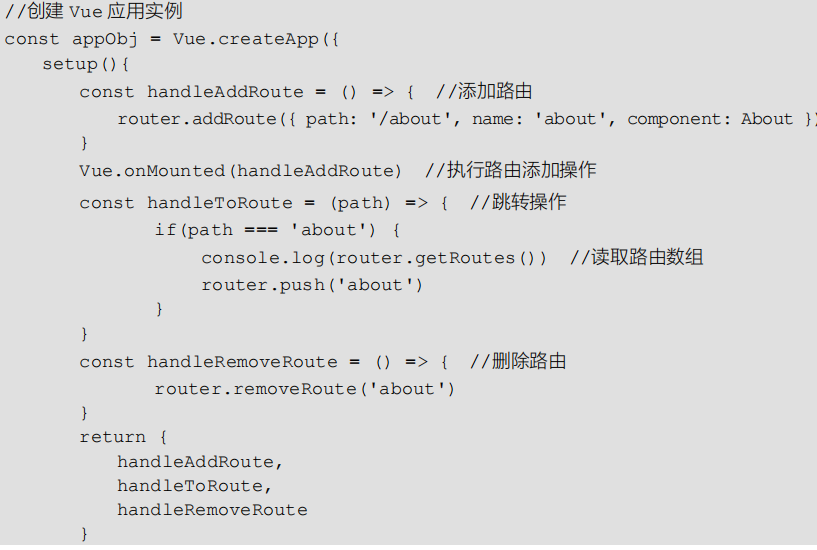 //创建 Vue 应用实例
const appObj = Vue.createApp({
setup(){
const handleAddRoute = () => { //添加路由
router.addRoute({ path: '/about', name: 'about', component: About })
}
Vue.onMounted(handleAddRoute) //执行路由添加操作
const handleToRoute = (path) => { //跳转操作
if(path === 'about') {
console.log(router.getRoutes()) //读取路由数组
router.push('about')
}
}
const handleRemoveRoute = () => { //删除路由
router.removeRoute('about')
}
return {
handleAddRoute,
handleToRoute,
handleRemoveRoute
}